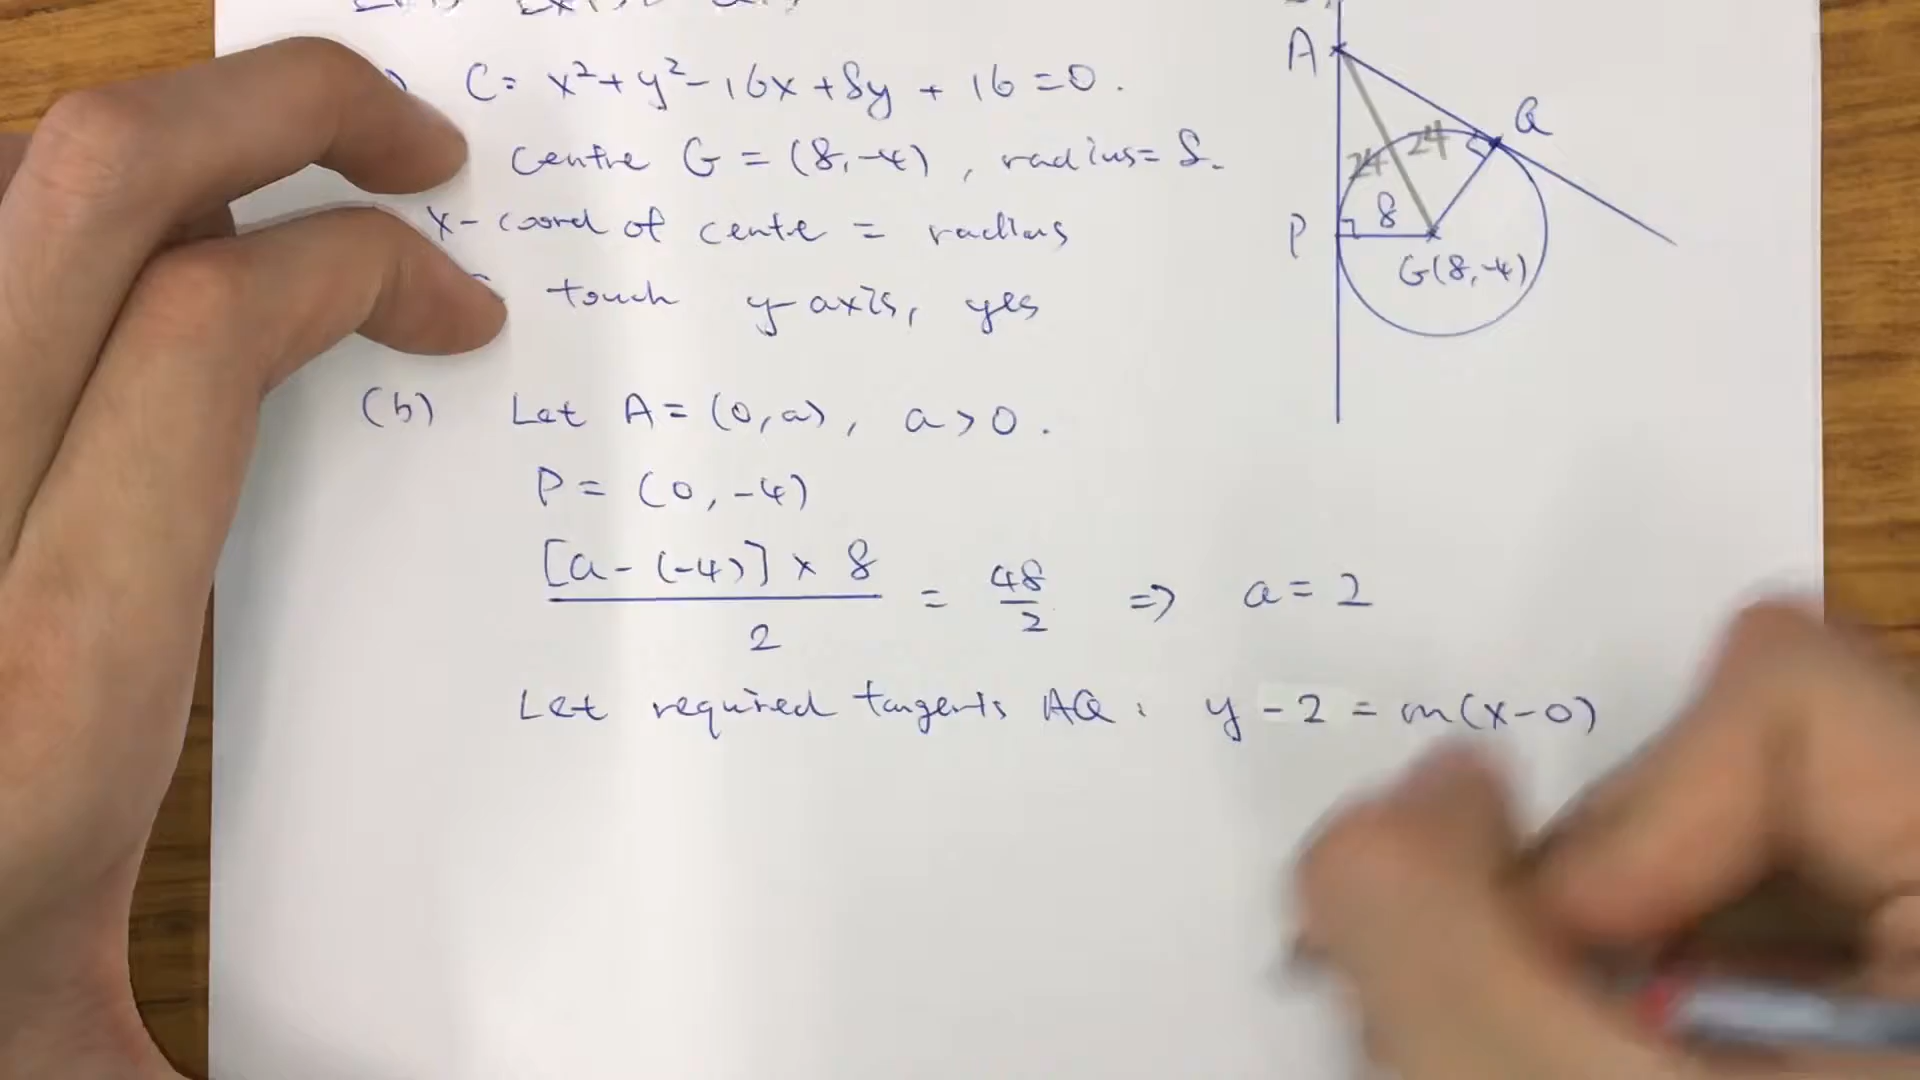 C: x²+y²-16x+8y+16=0.
centre G = (8,-4), radius= 8.
x-coord of centre = radius
touch y-axis, yes
(b) Let A=(0,a), a>0.
P= (0,-4)
[a-(-4)] × 8 / 2 = 48/2 ⇒ a=2
Let required tangents AQ: y-2=m(x-0)
A
Q
24
24
8
P
G(8,-4)